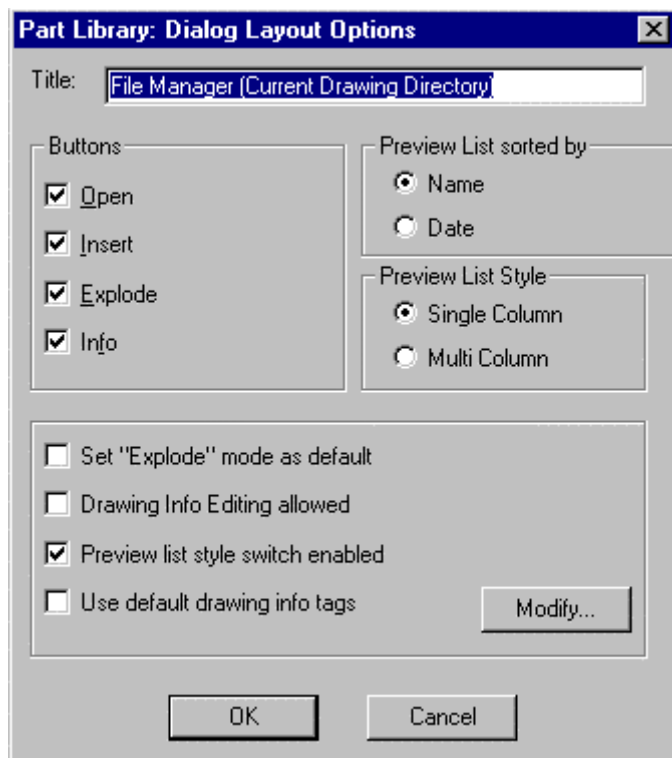 Part Library: Dialog Layout Options
Title: File Manager (Current Drawing Directory)
Buttons
Open
Insert
Explode
Info
Preview List sorted by
Name
Date
Preview List Style
Single Column
Multi Column
Set "Explode" mode as default
Drawing Info Editing allowed
Preview list style switch enabled
Use default drawing info tags
Modify...
OK
Cancel